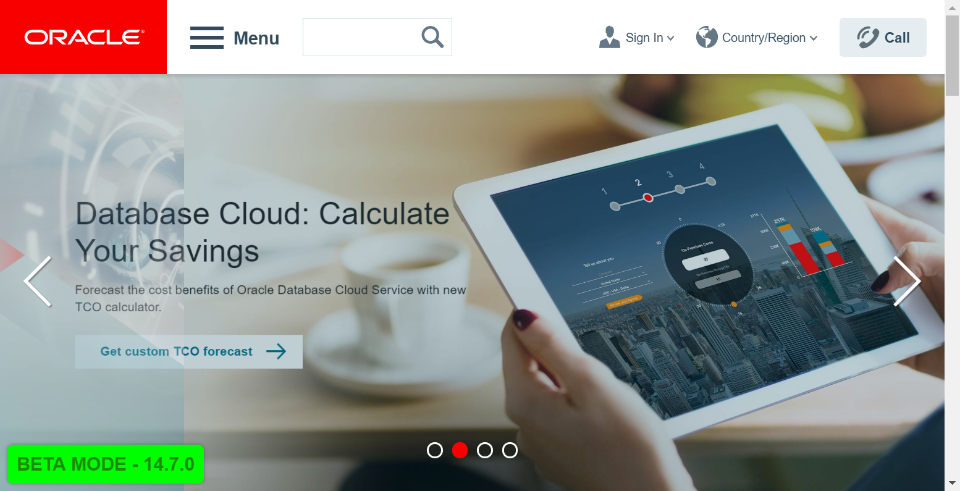 ORACLE
Menu
Sign In
Country/Region
Call
1 2 3 4
Database Cloud: Calculate
Your Savings
Forecast the cost benefits of Oracle Database Cloud Service with new
TCO calculator.
Get custom TCO forecast
BETA MODE - 14.7.0